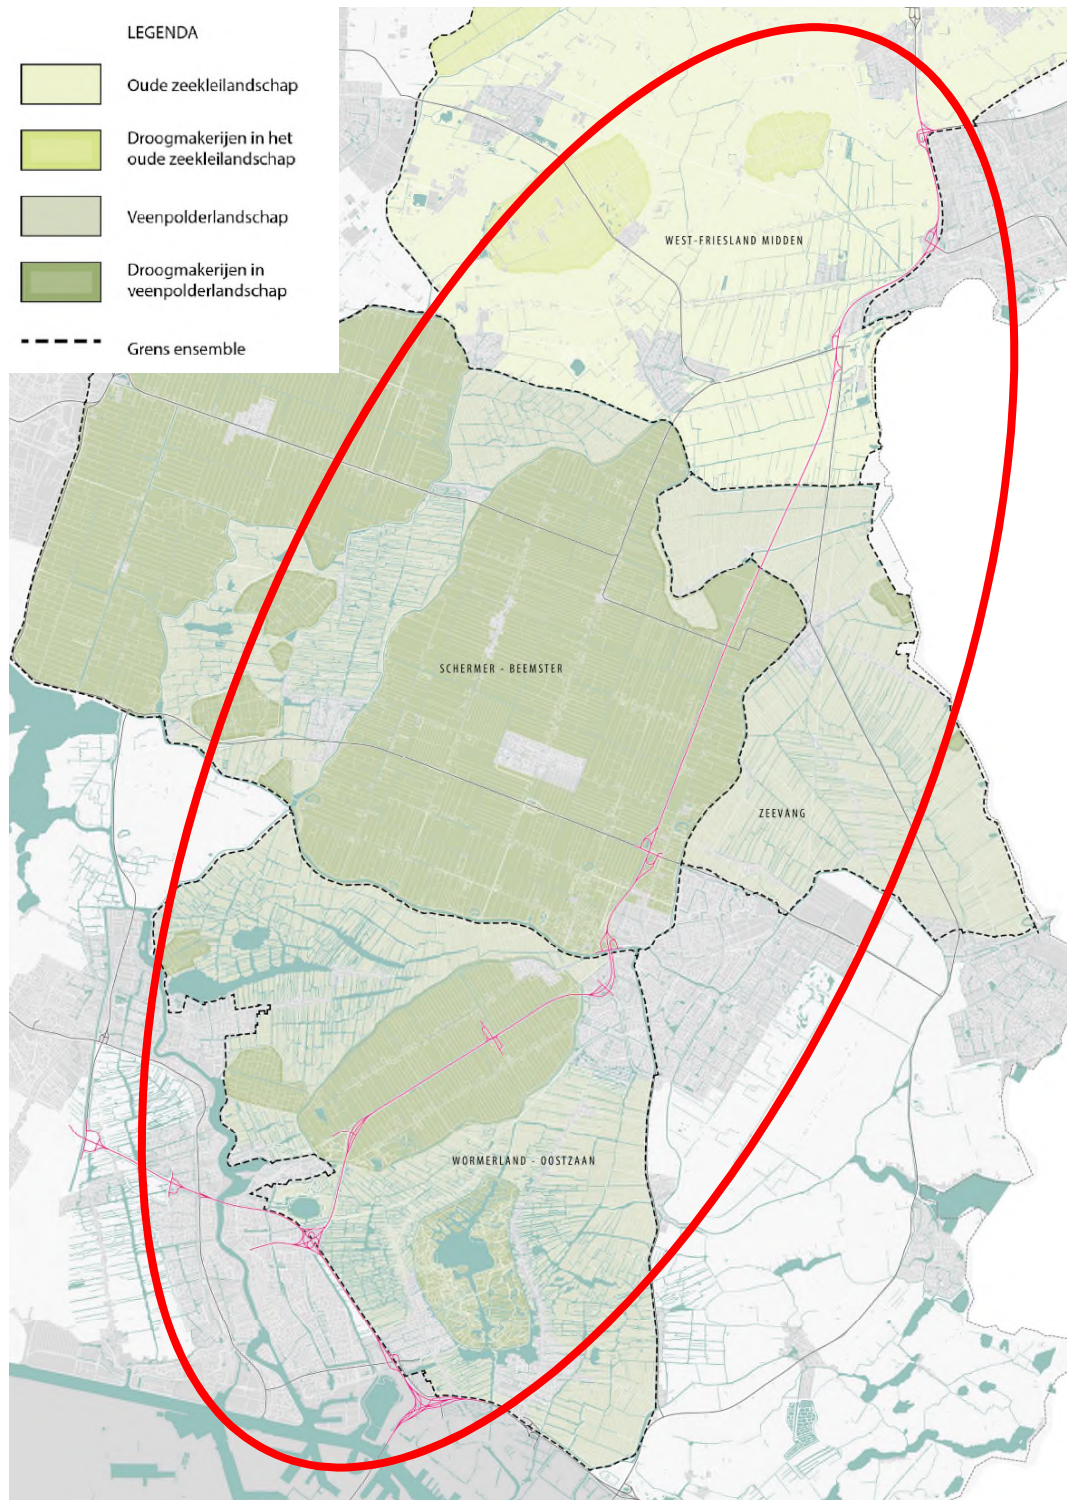 LEGENDA
Oude zeekleilandschap
Droogmakerijen in het
oude zeekleilandschap
Veenpolderlandschap
Droogmakerijen in
veenpolderlandschap
Grens ensemble
WEST-FRIESLAND MIDDEN
SCHERMER - BEEMSTER
ZEEVANG
WORMERLAND - OOSTZAAN